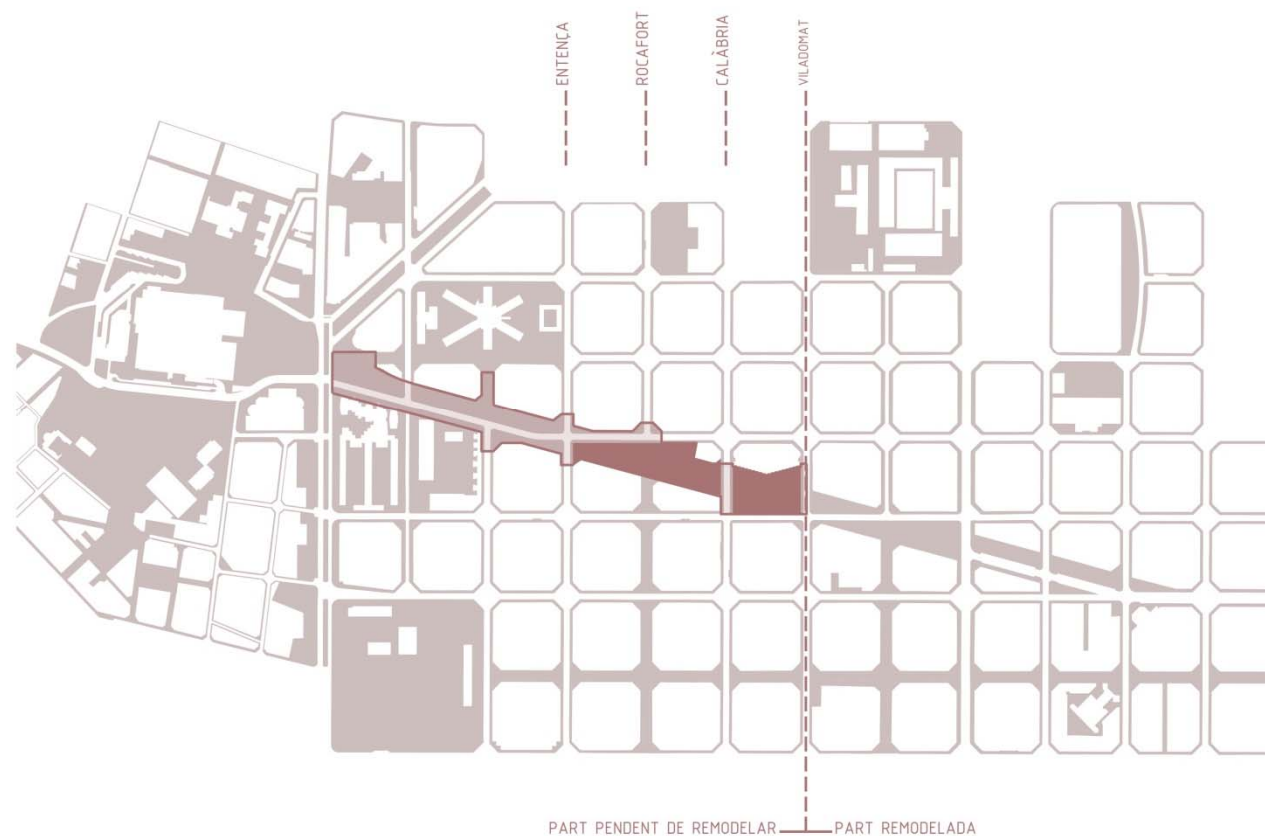 ENTENÇA
ROCAFORT
CALÀBRIA
VILADOMAT
PART PENDENT DE REMODELAR
PART REMODELADA